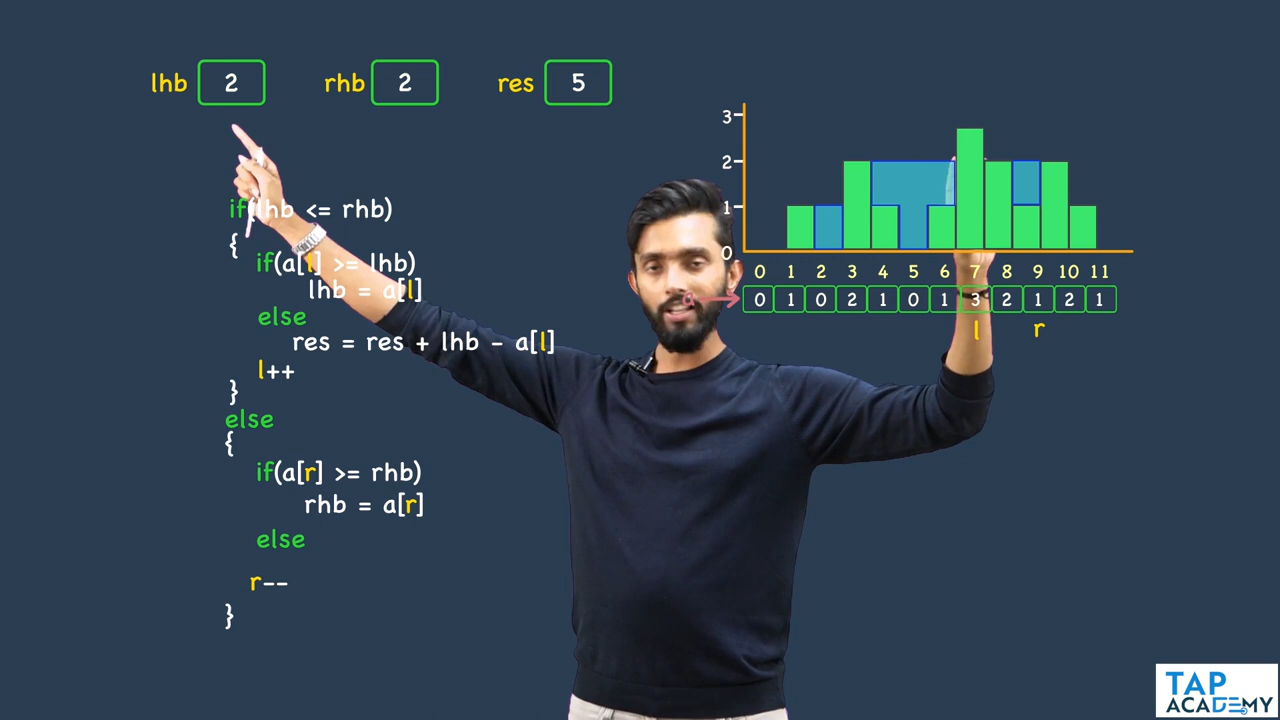 lhb 2 rhb 2 res 5
if(lhb <= rhb)
{
if(a[l] >= lhb)
lhb = a[l]
else
res = res + lhb - a[l]
l++
}
else
{
if(a[r] >= rhb)
rhb = a[r]
else
r--
}
3
2
1
0
0 1 2 3 4 5 6 7 8 9 10 11
0 1 0 2 1 0 1 3 2 1 2 1
l r
TAP
ACADEMY